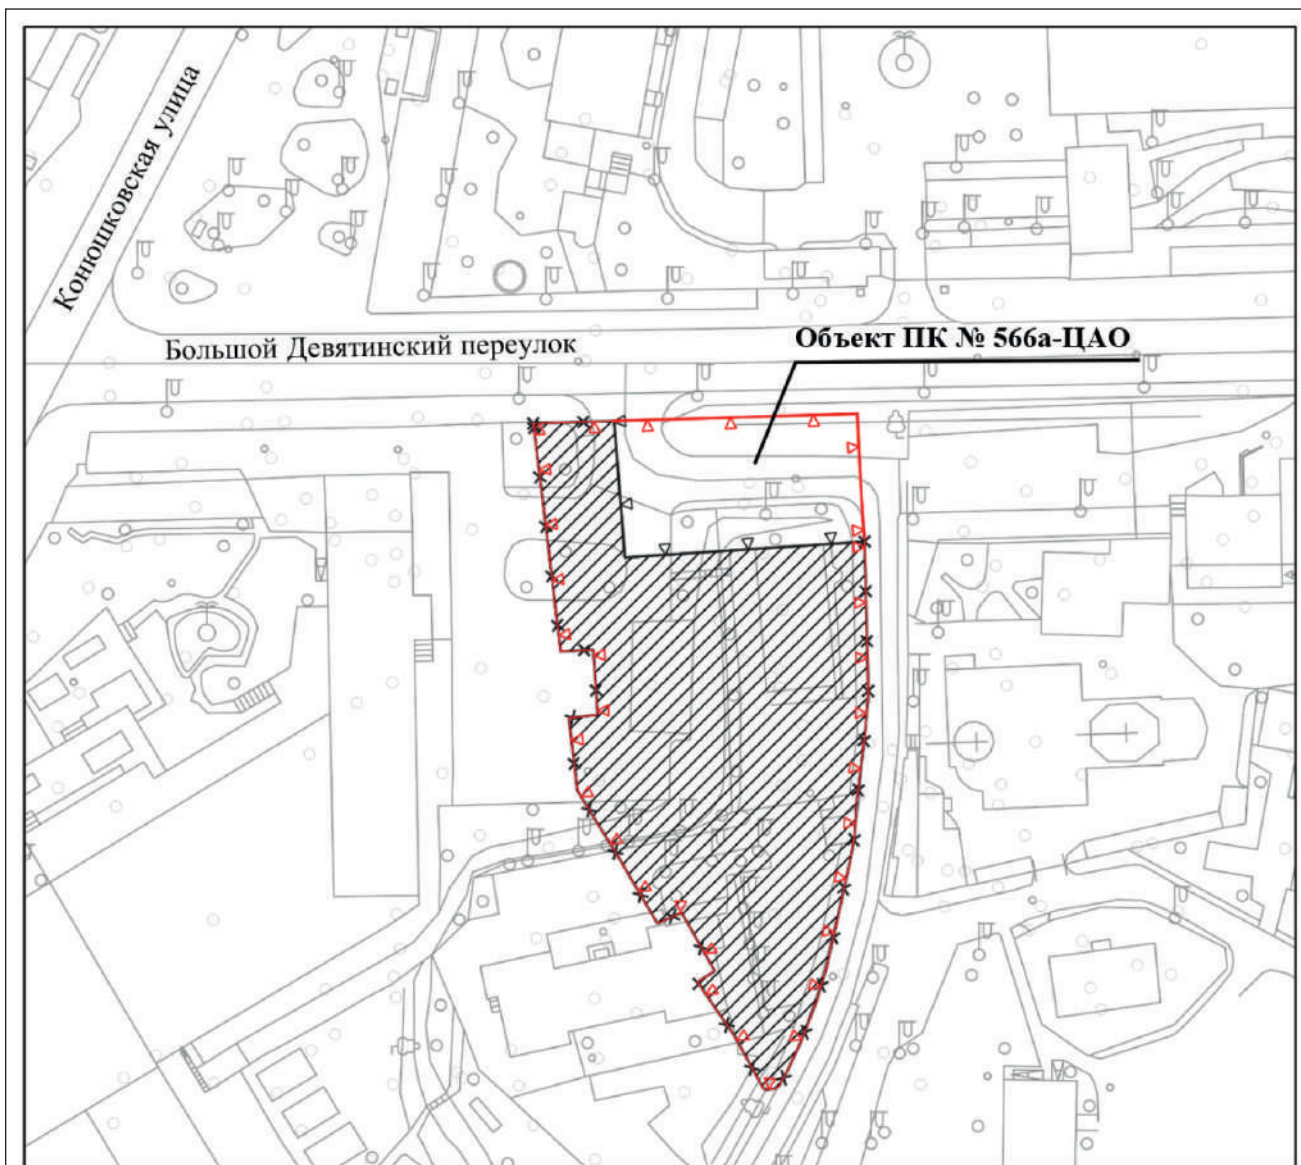 Конюшковская улица
Большой Девятинский переулок
Объект ПК № 566а-ЦАО